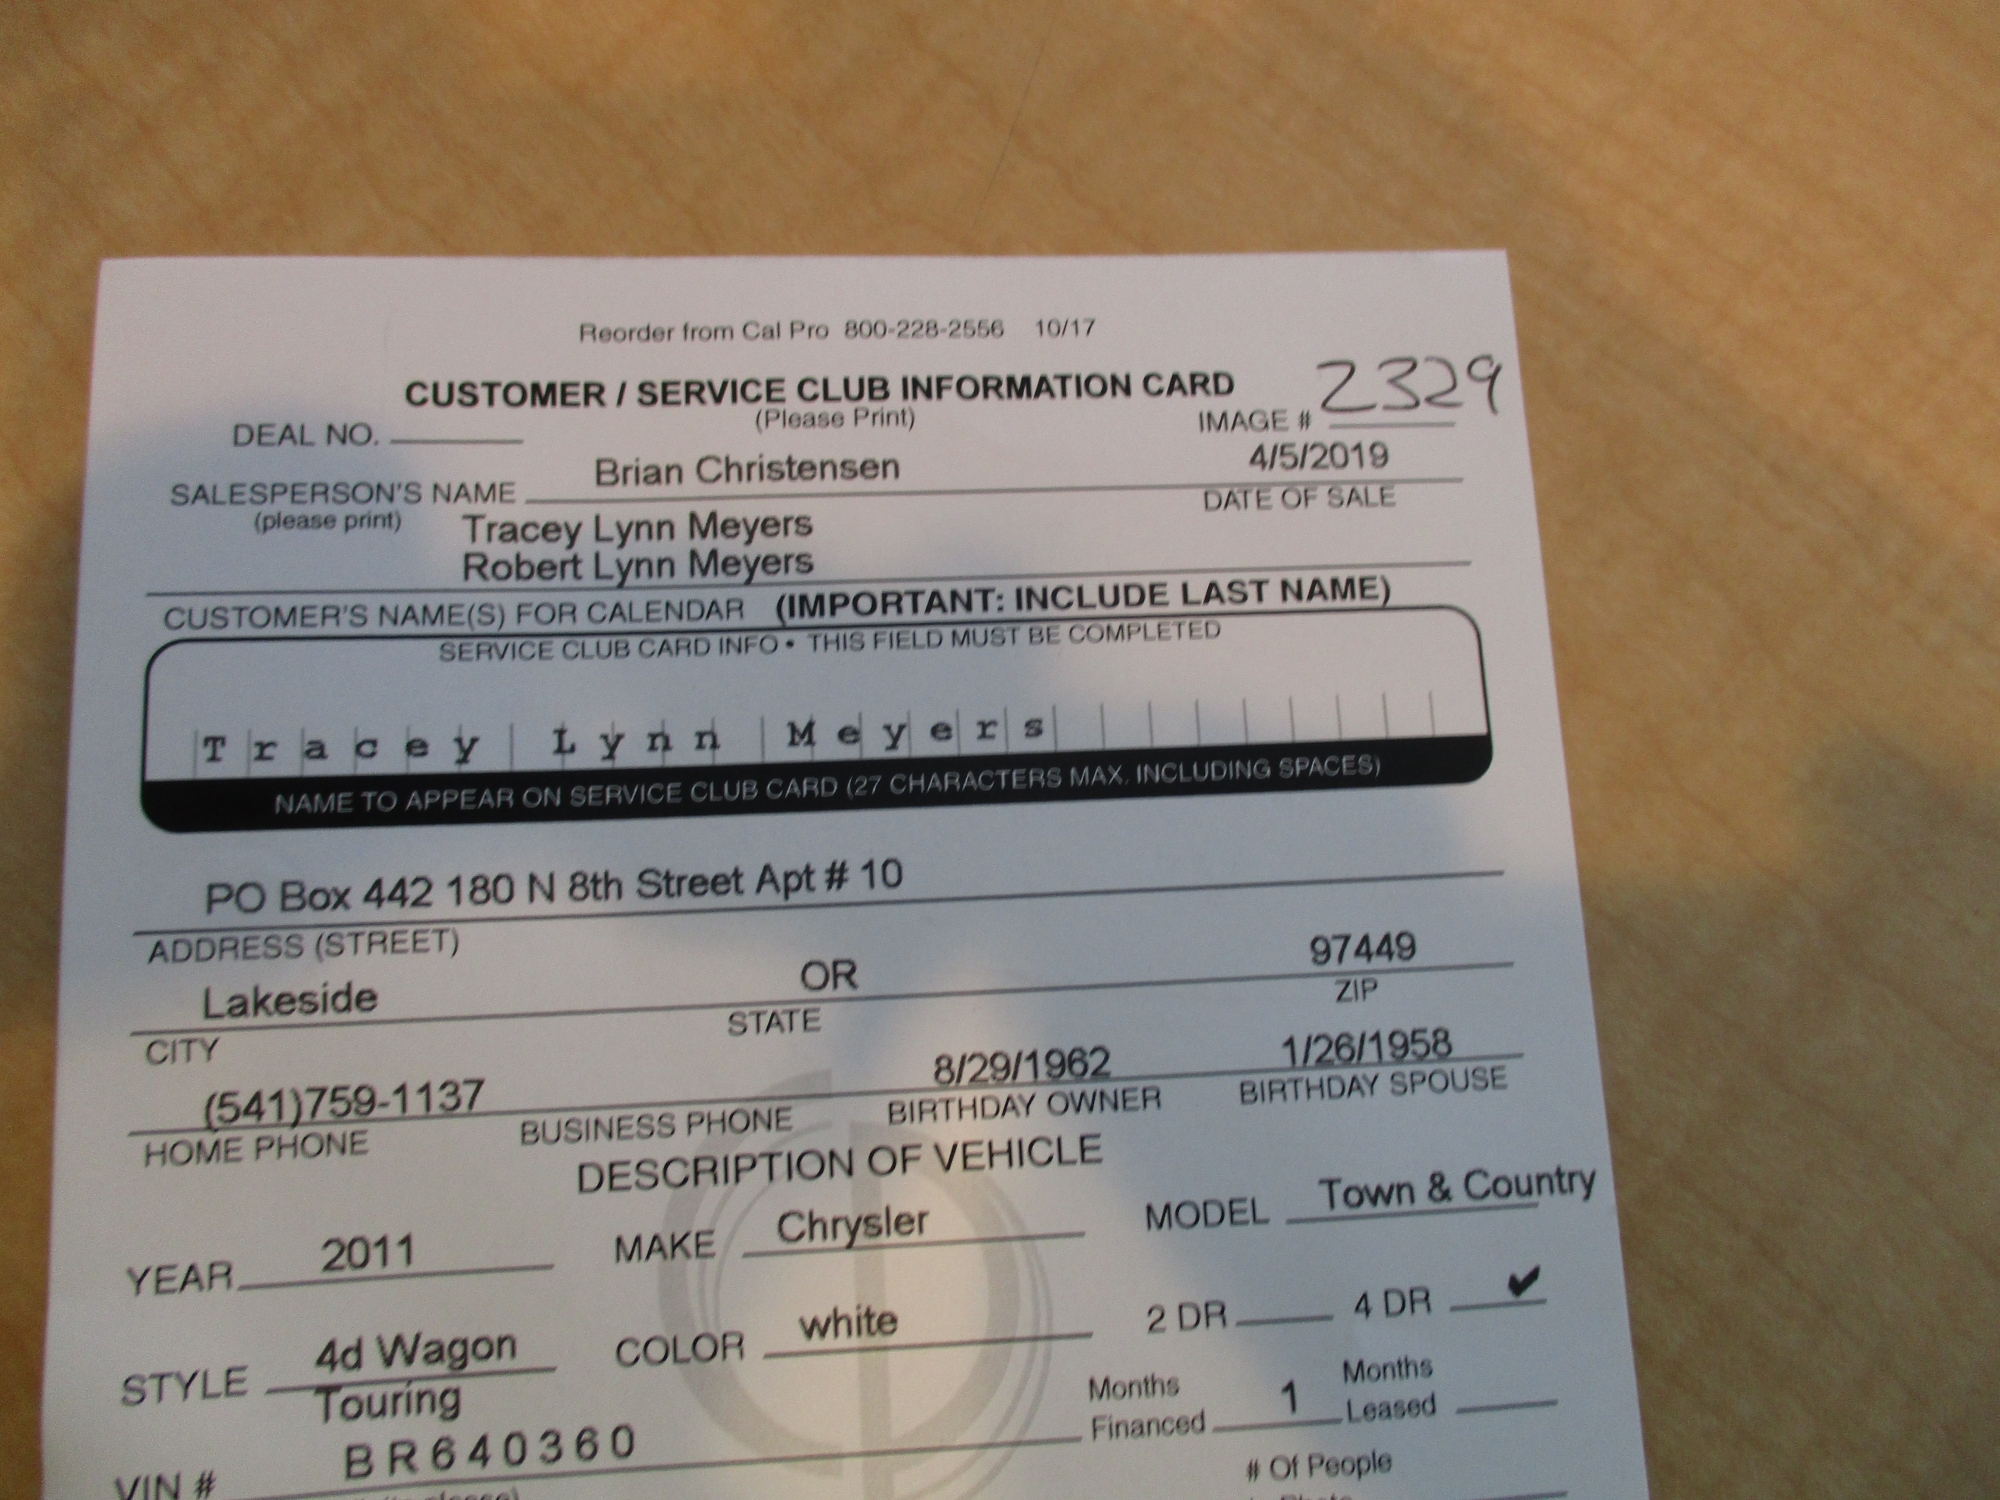 Reorder from Cal Pro 800-228-2556 10/17
CUSTOMER / SERVICE CLUB INFORMATION CARD
(Please Print)
2329
DEAL NO.
IMAGE #
Brian Christensen
4/5/2019
SALESPERSON'S NAME
DATE OF SALE
(please print)
Tracey Lynn Meyers
Robert Lynn Meyers
CUSTOMER'S NAME(S) FOR CALENDAR (IMPORTANT: INCLUDE LAST NAME)
SERVICE CLUB CARD INFO • THIS FIELD MUST BE COMPLETED
Tracey Lynn Meyers
NAME TO APPEAR ON SERVICE CLUB CARD (27 CHARACTERS MAX. INCLUDING SPACES)
PO Box 442 180 N 8th Street Apt # 10
ADDRESS (STREET)
Lakeside OR 97449
CITY STATE ZIP
(541)759-1137 8/29/1962 1/26/1958
HOME PHONE BUSINESS PHONE BIRTHDAY OWNER BIRTHDAY SPOUSE
DESCRIPTION OF VEHICLE
YEAR 2011 MAKE Chrysler MODEL Town & Country
STYLE 4d Wagon COLOR white 2 DR 4 DR ✔
Touring
Months Financed 1 Months Leased
VIN # BR640360
# Of People